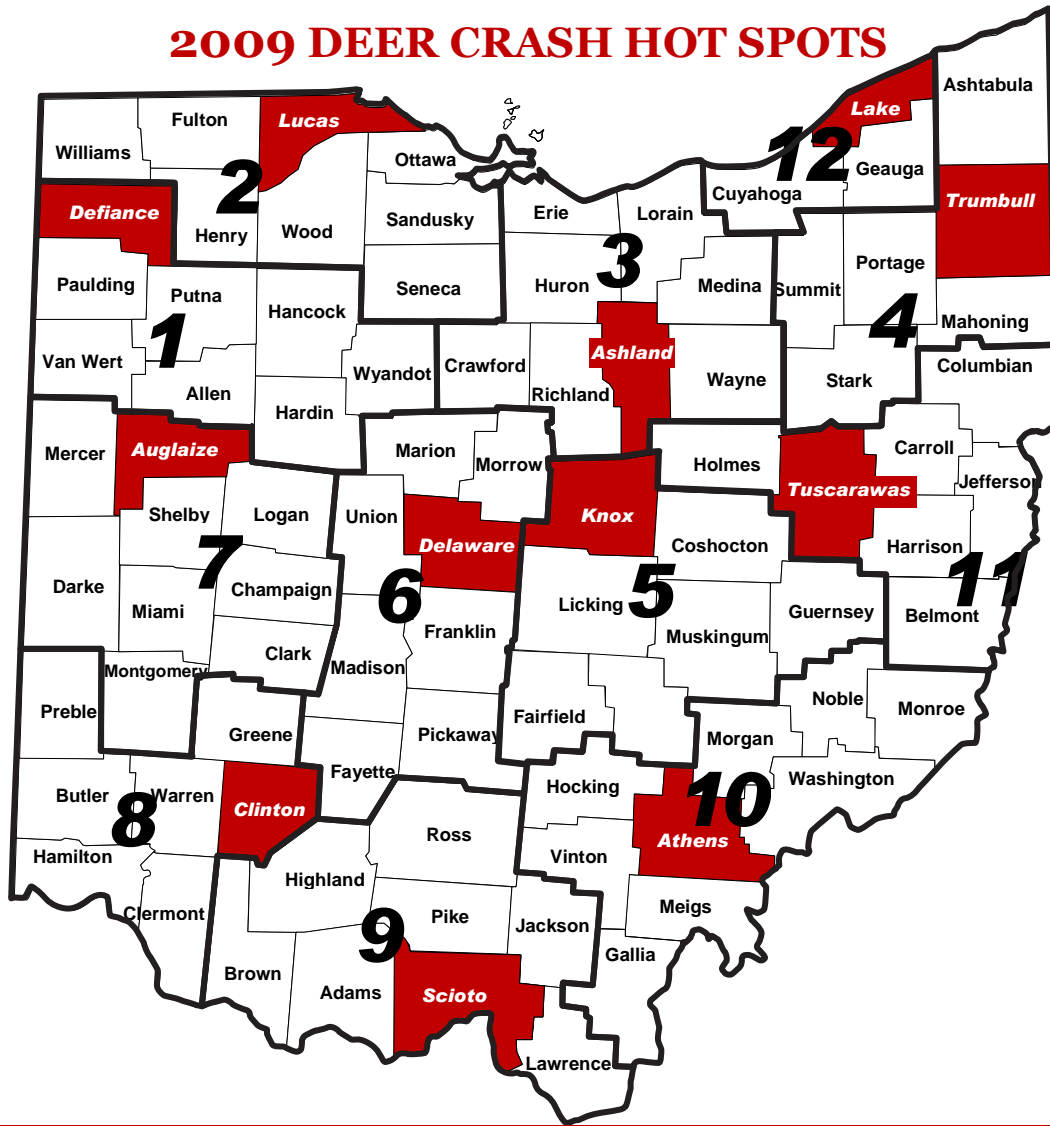 2009 DEER CRASH HOT SPOTS
Ashtabula
Lake
Fulton
Lucas
12
Williams
Ottawa
Geauga
2
Cuyahoga
Trumbull
Defiance
Erie
Lorain
Sandusky
Henry
Wood
3
Portage
Paulding
Putna
Seneca
Huron
Medina
Summit
Hancock
4
Mahoning
1
Van Wert
Ashland
Columbian
Wyandot
Crawford
Wayne
Stark
Allen
Richland
Hardin
Mercer
Auglaize
Marion
Morrow
Holmes
Carroll
Jefferson
Tuscarawas
Shelby
Logan
Union
Knox
Delaware
Coshocton
Harrison
7
11
Darke
Champaign
6
5
Miami
Licking
Guernsey
Belmont
Franklin
Muskingum
Clark
Madison
Montgomery
Noble
Preble
Fairfield
Monroe
Greene
Pickaway
Morgan
Fayette
Hocking
Washington
Butler
Warren
Clinton
10
8
Ross
Athens
Hamilton
Vinton
Highland
Clermont
Pike
Jackson
Meigs
9
Gallia
Brown
Adams
Scioto
Lawrence